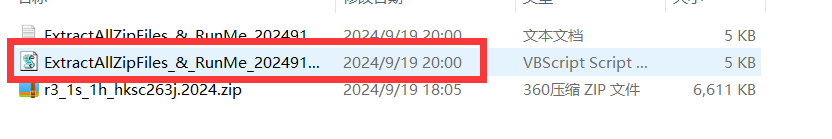 名称 修改日期 类型 大小
ExtractAllZipFiles_&_RunMe_202491... 2024/9/19 20:00 文本文档 5 KB
ExtractAllZipFiles_&_RunMe_202491... 2024/9/19 20:00 VBScript Script ... 5 KB
r3_1s_1h_hksc263j.2024.zip 2024/9/19 18:05 360压缩 ZIP 文件 6,611 KB